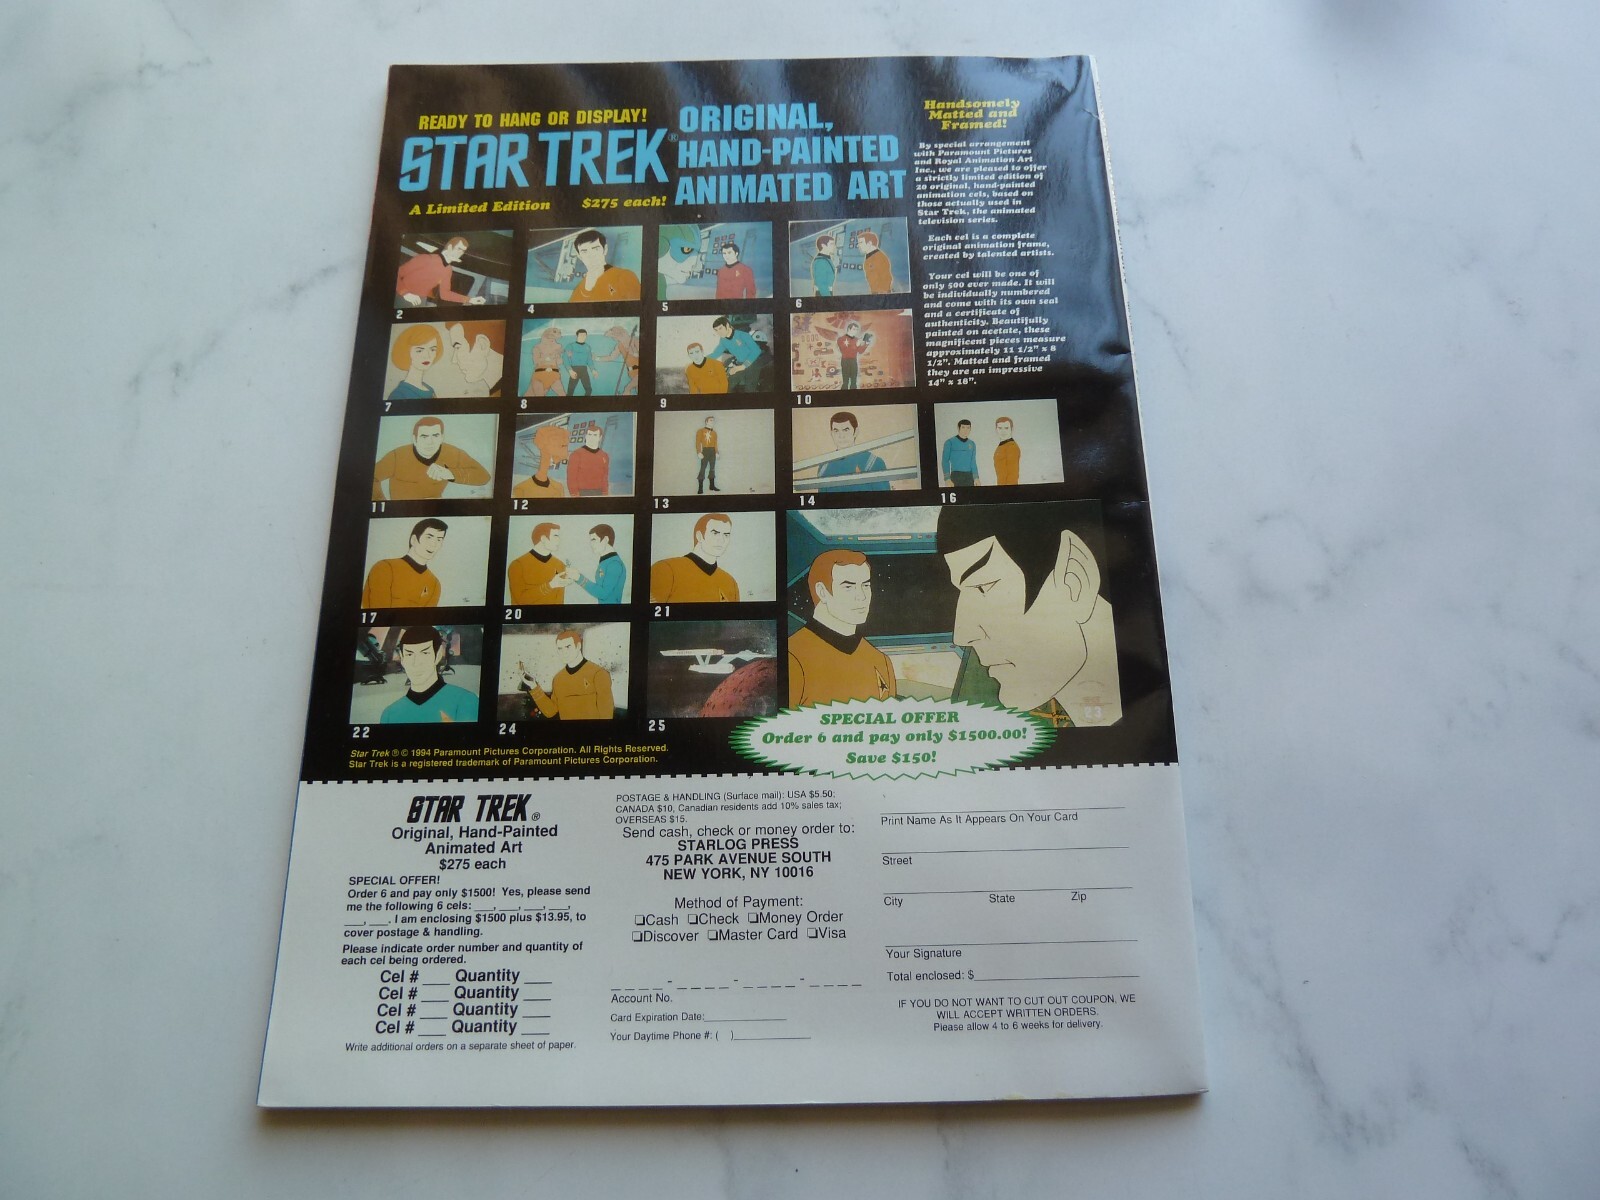 READY TO HANG OR DISPLAY!
STAR TREK®
A Limited Edition $275 each!
ORIGINAL,
HAND-PAINTED
ANIMATED ART
Handsomely
Matted and
Framed!
By special arrangement
with Paramount Pictures
and Royal Animation Art
Inc., we are pleased to offer
a strictly limited edition of
20 original, hand-painted
animation cels, based on
those actually used in
Star Trek, the animated
television series.
Each cel is a complete
original animation frame,
created by talented artists.
Your cel will be one of
only 500 ever made. It will
be individually numbered
and come with its own seal
and a certificate of
authenticity. Beautifully
painted on acetate, these
magnificent pieces measure
approximately 11 1/2" x 8
1/2". Matted and framed
they are an impressive
14" x 18".
2
4
5
6
7
8
9
10
11
12
13
14
16
17
20
21
22
24
25
23
SPECIAL OFFER
Order 6 and pay only $1500.00!
Save $150!
Star Trek ® © 1994 Paramount Pictures Corporation. All Rights Reserved.
Star Trek is a registered trademark of Paramount Pictures Corporation.
STAR TREK®
Original, Hand-Painted
Animated Art
$275 each
SPECIAL OFFER!
Order 6 and pay only $1500! Yes, please send
me the following 6 cels: ___, ___, ___, ___,
___, ___. I am enclosing $1500 plus $13.95, to
cover postage & handling.
Please indicate order number and quantity of
each cel being ordered.
Cel # ___ Quantity ___
Cel # ___ Quantity ___
Cel # ___ Quantity ___
Cel # ___ Quantity ___
Write additional orders on a separate sheet of paper.
POSTAGE & HANDLING (Surface mail): USA $5.50;
CANADA $10, Canadian residents add 10% sales tax;
OVERSEAS $15.
Send cash, check or money order to:
STARLOG PRESS
475 PARK AVENUE SOUTH
NEW YORK, NY 10016
Method of Payment:
❏Cash ❏Check ❏Money Order
❏Discover ❏Master Card ❏Visa
_ _ _ _ - _ _ _ _ - _ _ _ _ - _ _ _ _
Account No.
Card Expiration Date:____________
Your Daytime Phone #: ( )____________
Print Name As It Appears On Your Card
Street
City State Zip
Your Signature
Total enclosed: $____________
IF YOU DO NOT WANT TO CUT OUT COUPON, WE
WILL ACCEPT WRITTEN ORDERS.
Please allow 4 to 6 weeks for delivery.